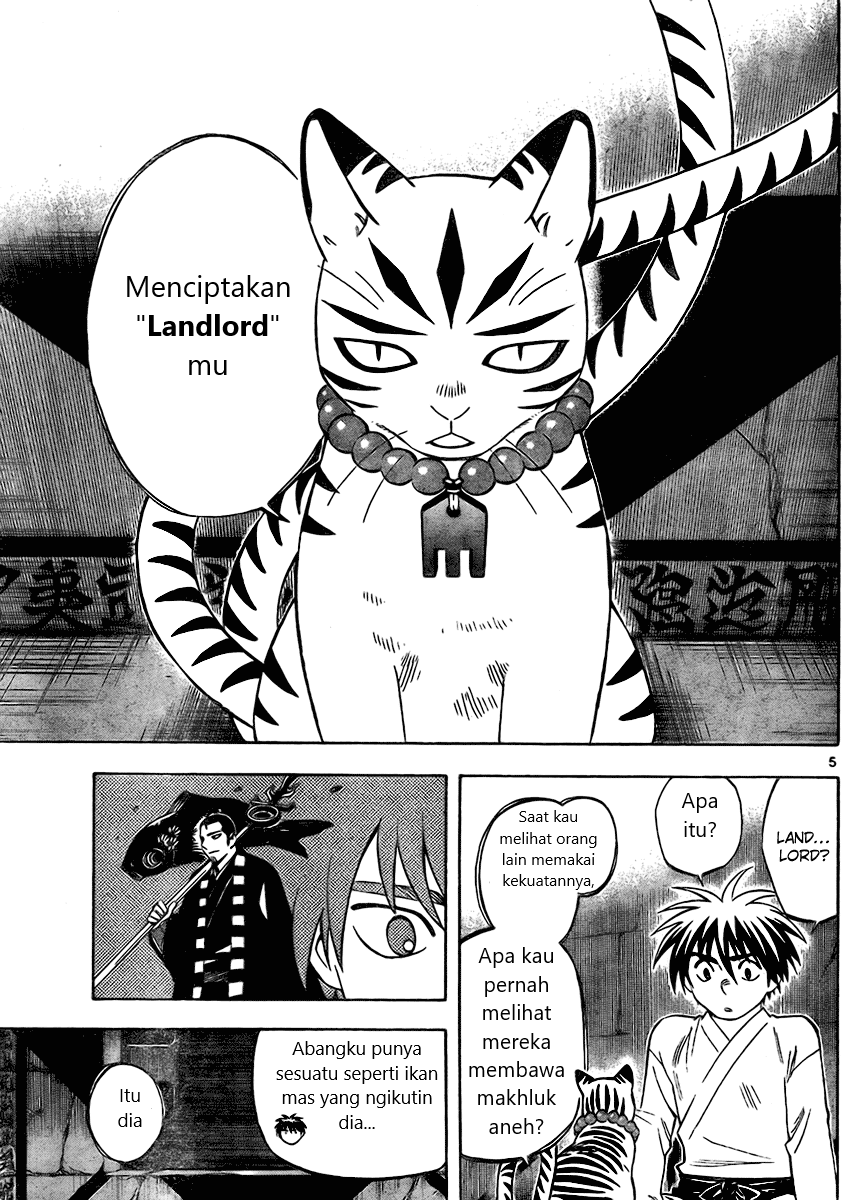 Menciptakan
"Landlord"
mu
5
LAND...
LORD?
Apa
itu?
Saat kau
melihat orang
lain memakai
kekuatannya,
Apa kau
pernah
melihat
mereka
membawa
makhluk
aneh?
Abangku punya
sesuatu seperti ikan
mas yang ngikutin
dia...
Itu
dia